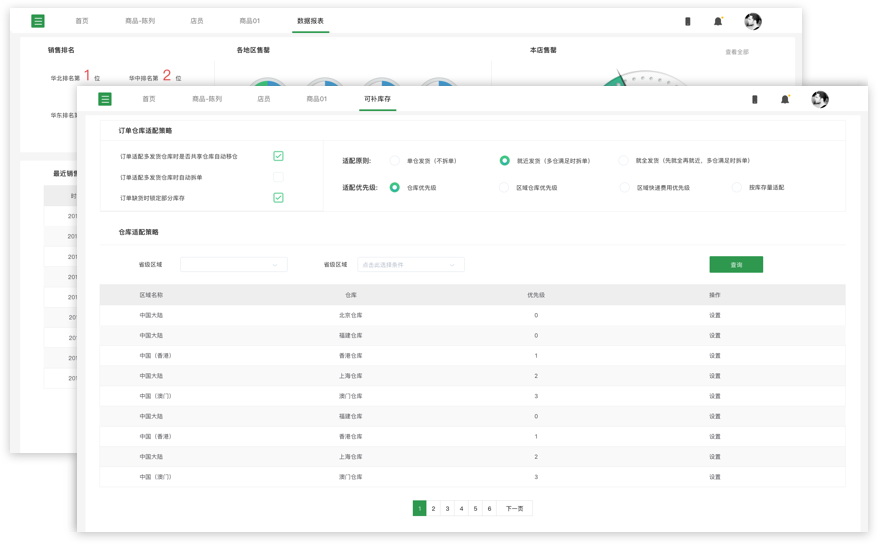 首页 商品-陈列 店员 商品01 数据报表
销售排名 各地区售罄 本店售罄 查看全部
华北排名第 1 位 华中排名第 2 位
华东排名第
最近销售
时
201
201
201
201
201
201
201
201
201
首页 商品-陈列 店员 商品01 可补库存
订单仓库适配策略
订单适配多发货仓库时是否共享仓库自动移仓
订单适配多发货仓库时自动拆单
订单缺货时锁定部分库存
适配原则: 单仓发货（不拆单） 就近发货（多仓满足时拆单） 就全发货（先就全再就近、多仓满足时拆单）
适配优先级: 仓库优先级 区域仓库优先级 区域快递费用优先级 按库存量适配
仓库适配策略
省级区域 省级区域 点击此选择条件 查询
区域名称 仓库 优先级 操作
中国大陆 北京仓库 0 设置
中国大陆 福建仓库 0 设置
中国（香港） 香港仓库 1 设置
中国大陆 上海仓库 2 设置
中国（澳门） 澳门仓库 3 设置
中国大陆 福建仓库 0 设置
中国（香港） 香港仓库 1 设置
中国大陆 上海仓库 2 设置
中国（澳门） 澳门仓库 3 设置
1 2 3 4 5 6 下一页